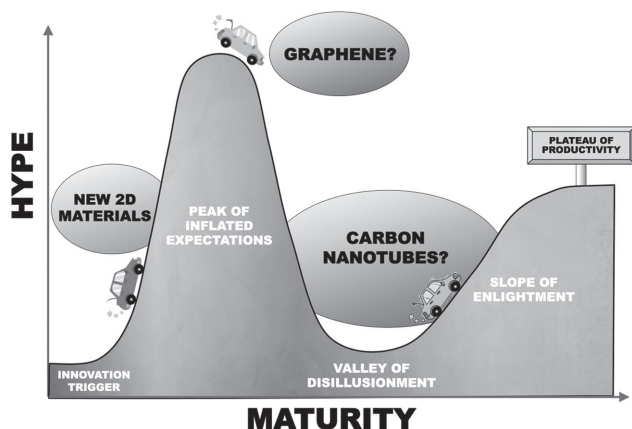 GRAPHENE?
HYPE
PLATEAU OF
PRODUCTIVITY
NEW 2D
MATERIALS
PEAK OF
INFLATED
EXPECTATIONS
CARBON
NANOTUBES?
SLOPE OF
ENLIGHTMENT
INNOVATION
TRIGGER
VALLEY OF
DISILLUSIONMENT
MATURITY